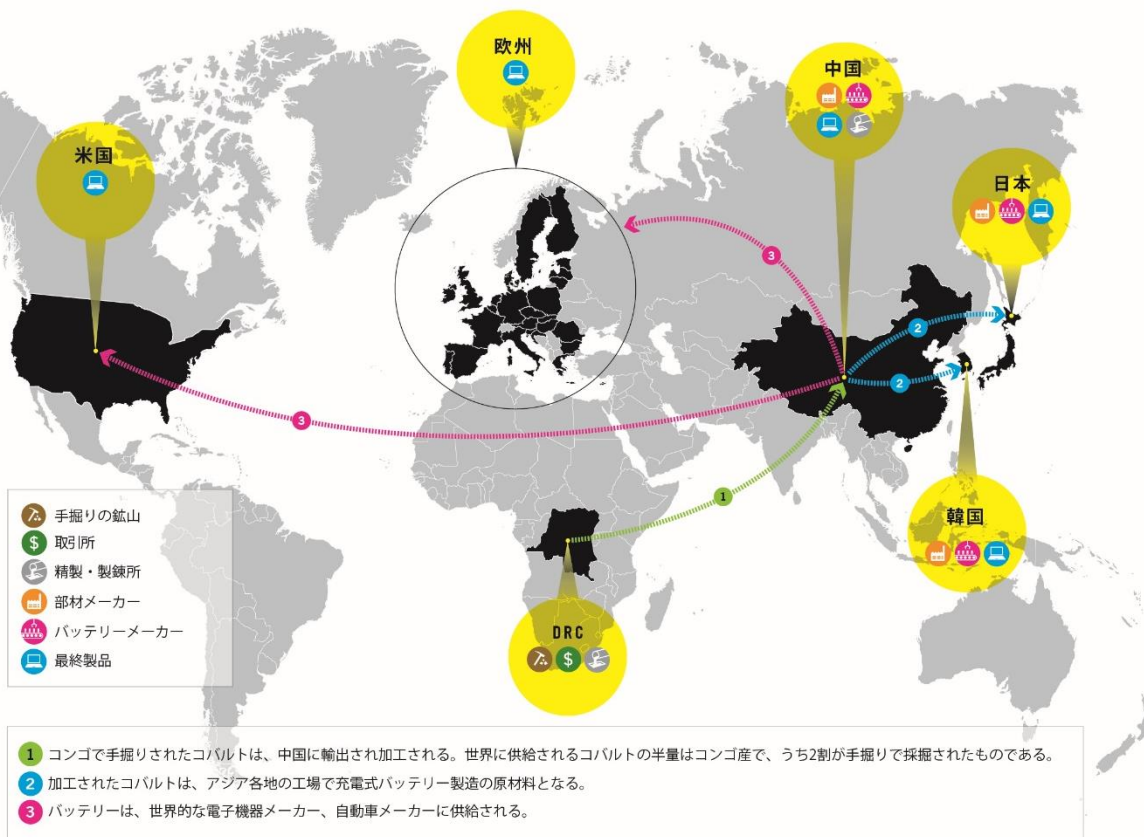 欧州
中国
米国
日本
3
2
2
3
1
韓国
DRC
$
手掘りの鉱山
$ 取引所
精製・製錬所
部材メーカー
バッテリーメーカー
最終製品
1 コンゴで手掘りされたコバルトは、中国に輸出され加工される。世界に供給されるコバルトの半量はコンゴ産で、うち2割が手掘りで採掘されたものである。
2 加工されたコバルトは、アジア各地の工場で充電式バッテリー製造の原材料となる。
3 バッテリーは、世界的な電子機器メーカー、自動車メーカーに供給される。